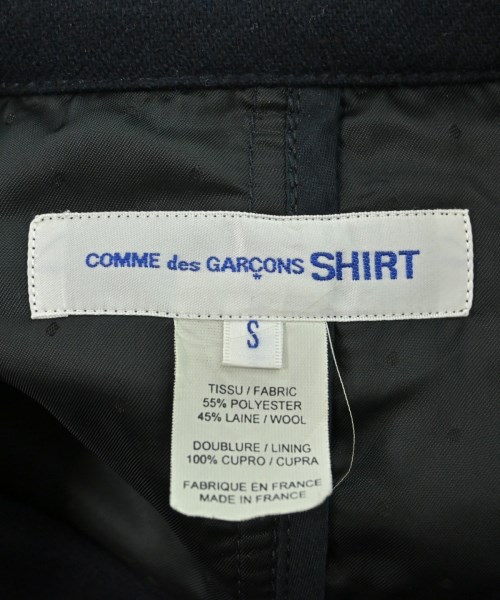 COMME des GARÇONS SHIRT
S
TISSU / FABRIC
55% POLYESTER
45% LAINE / WOOL
DOUBLURE / LINING
100% CUPRO / CUPRA
FABRIQUE EN FRANCE
MADE IN FRANCE